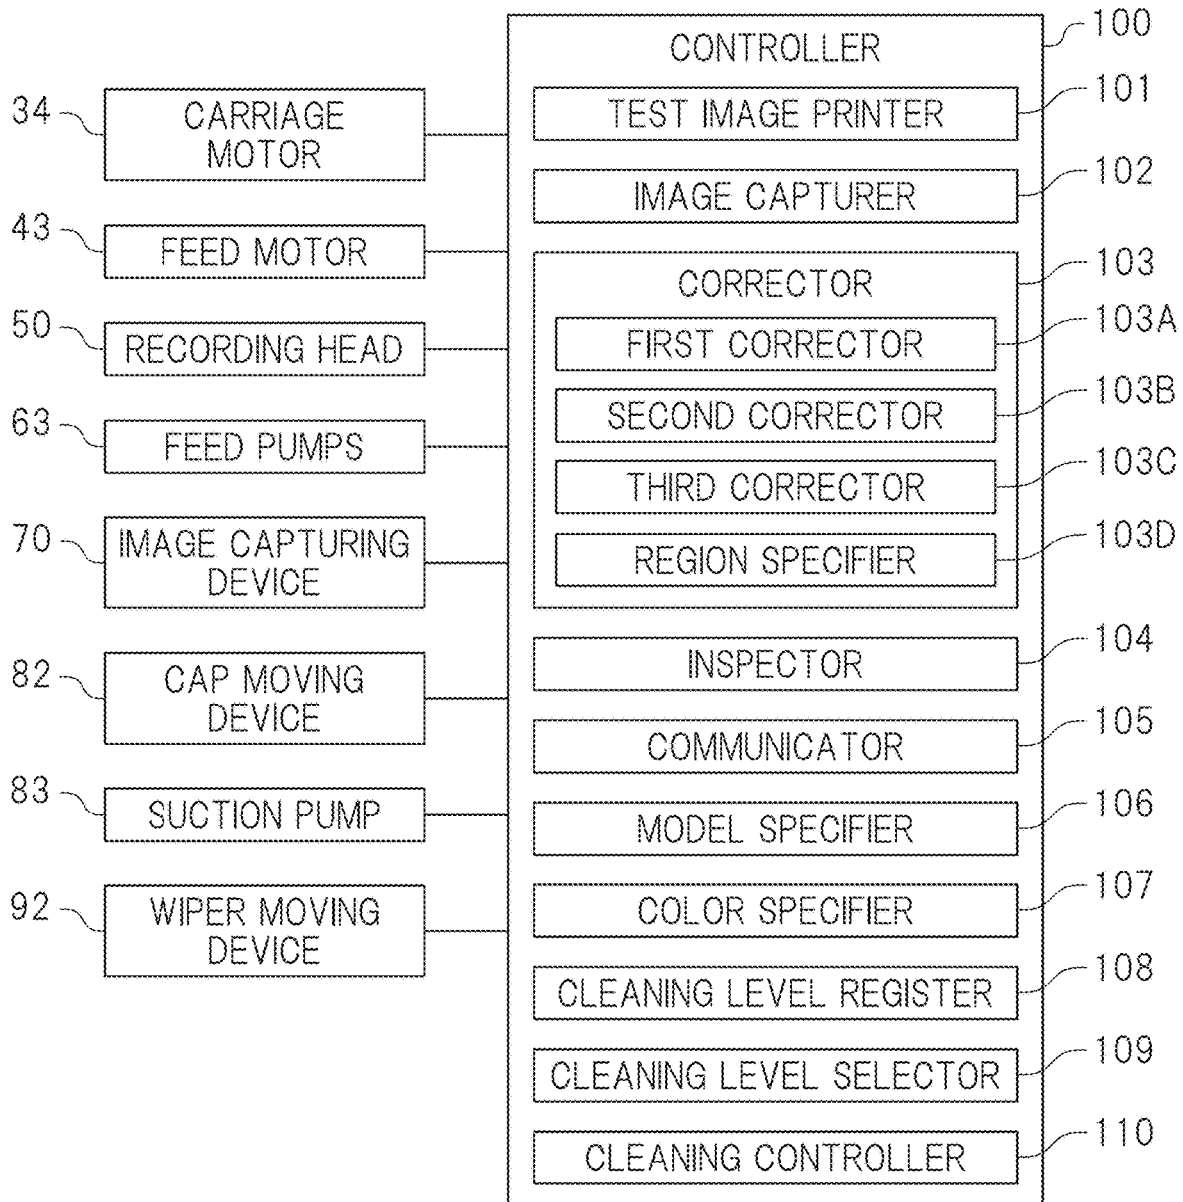 34
CARRIAGE
MOTOR
43
FEED MOTOR
50
RECORDING HEAD
63
FEED PUMPS
70
IMAGE CAPTURING
DEVICE
82
CAP MOVING
DEVICE
83
SUCTION PUMP
92
WIPER MOVING
DEVICE
100
CONTROLLER
101
TEST IMAGE PRINTER
102
IMAGE CAPTURER
103
CORRECTOR
103A
FIRST CORRECTOR
103B
SECOND CORRECTOR
103C
THIRD CORRECTOR
103D
REGION SPECIFIER
104
INSPECTOR
105
COMMUNICATOR
106
MODEL SPECIFIER
107
COLOR SPECIFIER
108
CLEANING LEVEL REGISTER
109
CLEANING LEVEL SELECTOR
110
CLEANING CONTROLLER